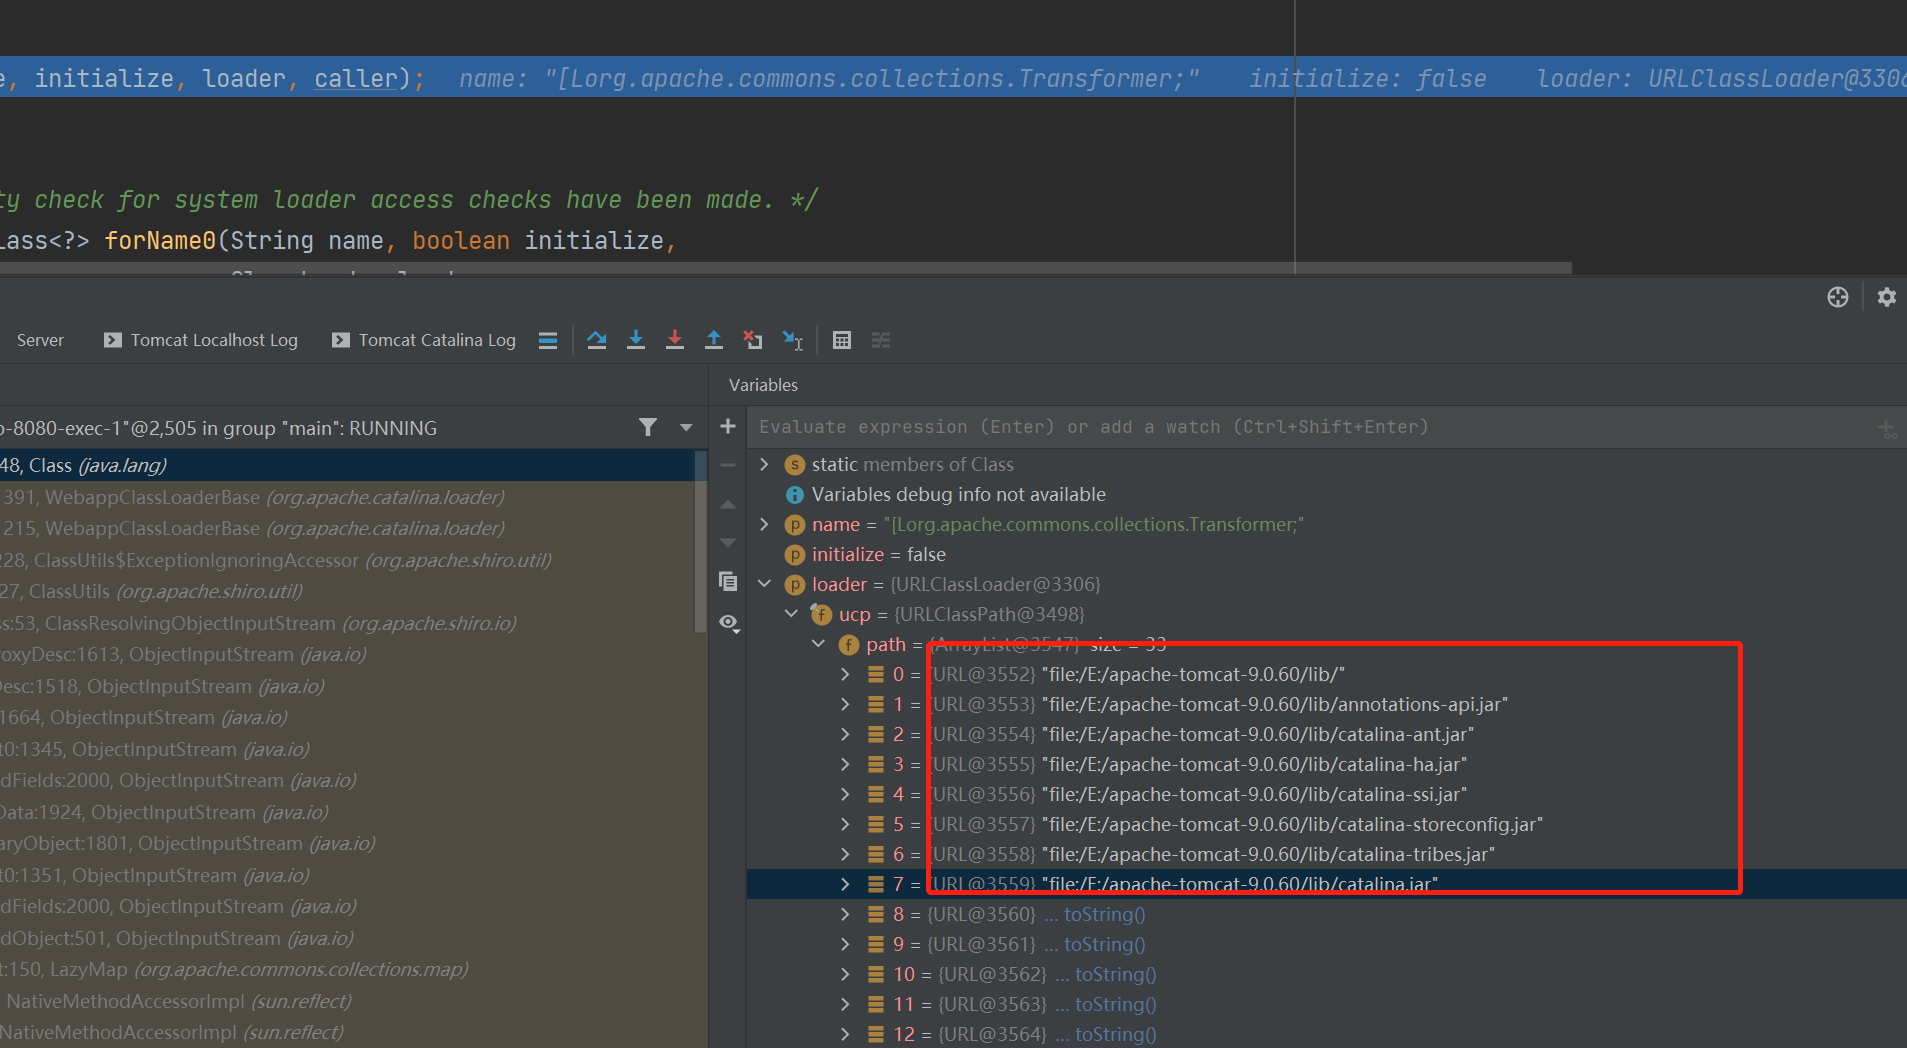 , initialize, loader, caller); name: "[Lorg.apache.commons.collections.Transformer;" initialize: false loader: URLClassLoader@3306
ty check for system loader access checks have been made. */
lass<?> forName0(String name, boolean initialize,
Server Tomcat Localhost Log Tomcat Catalina Log
Variables
o-8080-exec-1"@2,505 in group "main": RUNNING
Evaluate expression (Enter) or add a watch (Ctrl+Shift+Enter)
48, Class (java.lang)
391, WebappClassLoaderBase (org.apache.catalina.loader)
215, WebappClassLoaderBase (org.apache.catalina.loader)
228, ClassUtils$ExceptionIgnoringAccessor (org.apache.shiro.util)
27, ClassUtils (org.apache.shiro.util)
ss:53, ClassResolvingObjectInputStream (org.apache.shiro.io)
roxyDesc:1613, ObjectInputStream (java.io)
Desc:1518, ObjectInputStream (java.io)
1664, ObjectInputStream (java.io)
t0:1345, ObjectInputStream (java.io)
dFields:2000, ObjectInputStream (java.io)
Data:1924, ObjectInputStream (java.io)
aryObject:1801, ObjectInputStream (java.io)
t0:1351, ObjectInputStream (java.io)
dFields:2000, ObjectInputStream (java.io)
dObject:501, ObjectInputStream (java.io)
t:150, LazyMap (org.apache.commons.collections.map)
NativeMethodAccessorImpl (sun.reflect)
NativeMethodAccessorImpl (sun.reflect)
static members of Class
Variables debug info not available
name = "[Lorg.apache.commons.collections.Transformer;"
initialize = false
loader = {URLClassLoader@3306}
ucp = {URLClassPath@3498}
path = {ArrayList@3547} size = 33
0 = {URL@3552} "file:/E:/apache-tomcat-9.0.60/lib/"
1 = {URL@3553} "file:/E:/apache-tomcat-9.0.60/lib/annotations-api.jar"
2 = {URL@3554} "file:/E:/apache-tomcat-9.0.60/lib/catalina-ant.jar"
3 = {URL@3555} "file:/E:/apache-tomcat-9.0.60/lib/catalina-ha.jar"
4 = {URL@3556} "file:/E:/apache-tomcat-9.0.60/lib/catalina-ssi.jar"
5 = {URL@3557} "file:/E:/apache-tomcat-9.0.60/lib/catalina-storeconfig.jar"
6 = {URL@3558} "file:/E:/apache-tomcat-9.0.60/lib/catalina-tribes.jar"
7 = {URL@3559} "file:/E:/apache-tomcat-9.0.60/lib/catalina.jar"
8 = {URL@3560} ... toString()
9 = {URL@3561} ... toString()
10 = {URL@3562} ... toString()
11 = {URL@3563} ... toString()
12 = {URL@3564} ... toString()